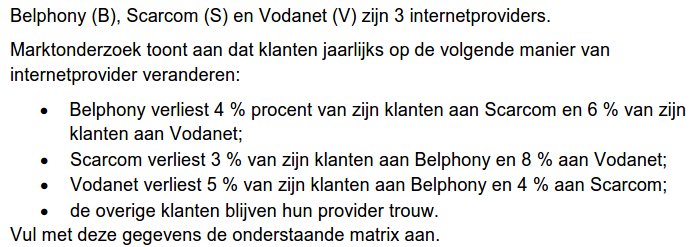 Belphony (B), Scarcom (S) en Vodanet (V) zijn 3 internetproviders.
Marktonderzoek toont aan dat klanten jaarlijks op de volgende manier van
internetprovider veranderen:
• Belphony verliest 4 % procent van zijn klanten aan Scarcom en 6 % van zijn
klanten aan Vodanet;
• Scarcom verliest 3 % van zijn klanten aan Belphony en 8 % aan Vodanet;
• Vodanet verliest 5 % van zijn klanten aan Belphony en 4 % aan Scarcom;
• de overige klanten blijven hun provider trouw.
Vul met deze gegevens de onderstaande matrix aan.